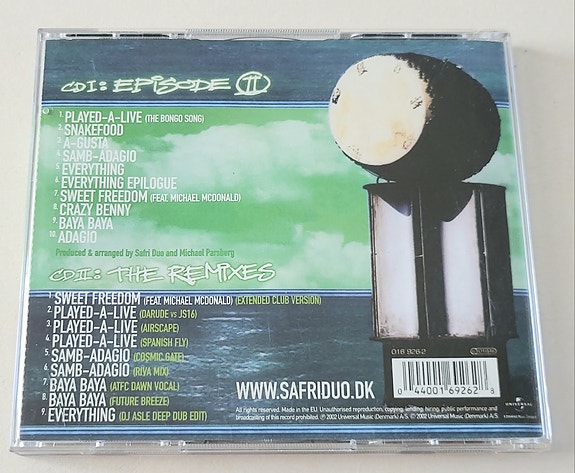 CD I: EPISODE II
1. PLAYED-A-LIVE (THE BONGO SONG)
2. SNAKEFOOD
3. A-GUSTA
4. SAMB-ADAGIO
5. EVERYTHING
6. EVERYTHING EPILOGUE
7. SWEET FREEDOM (FEAT. MICHAEL MCDONALD)
8. CRAZY BENNY
9. BAYA BAYA
10. ADAGIO
Produced & arranged by Safri Duo and Michael Parsberg
CD II: THE REMIXES
1. SWEET FREEDOM (FEAT. MICHAEL MCDONALD) (EXTENDED CLUB VERSION)
2. PLAYED-A-LIVE (DARUDE vs JS16)
3. PLAYED-A-LIVE (AIRSCAPE)
4. PLAYED-A-LIVE (SPANISH FLY)
5. SAMB-ADAGIO (COSMIC GATE)
6. SAMB-ADAGIO (RIVA MIX)
7. BAYA BAYA (ATFC DAWN VOCAL)
8. BAYA BAYA (FUTURE BREEZE)
9. EVERYTHING (DJ ASLE DEEP DUB EDIT)
016 926-2
0 44001 69262 8
WWW.SAFRIDUO.DK
All rights reserved. Made in the EU. Unauthorised reproduction, copying, lending, hiring, public performance and
broadcasting of this record prohibited. ℗ 2002 Universal Music (Denmark) A/S. © 2002 Universal Music (Denmark) A/S.
UNIVERSAL